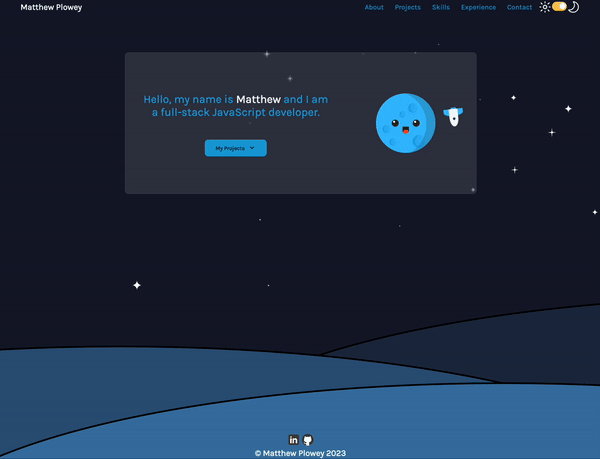 Matthew Plowey
About Projects Skills Experience Contact
Hello, my name is Matthew and I am
a full-stack JavaScript developer.
My Projects
in
© Matthew Plowey 2023